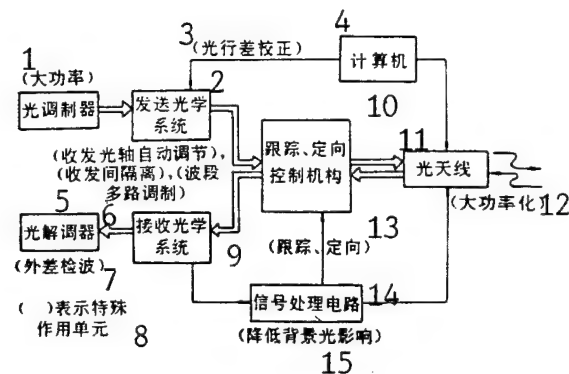 3 (光行差校正)
4 计算机
1 (大功率)
光调制器
2 发送光学
系统
10
(收发光轴自动调节),
(收发间隔离),(波段
多路调制)
跟踪、定向
控制机构
11 光天线
(大功率化) 12
5 光解调器
6 接收光学
系统
9
(外差检波) 7
(跟踪、定向)
13
( )表示特殊
作用单元 8
信号处理电路
14
(降低背景光影响)
15